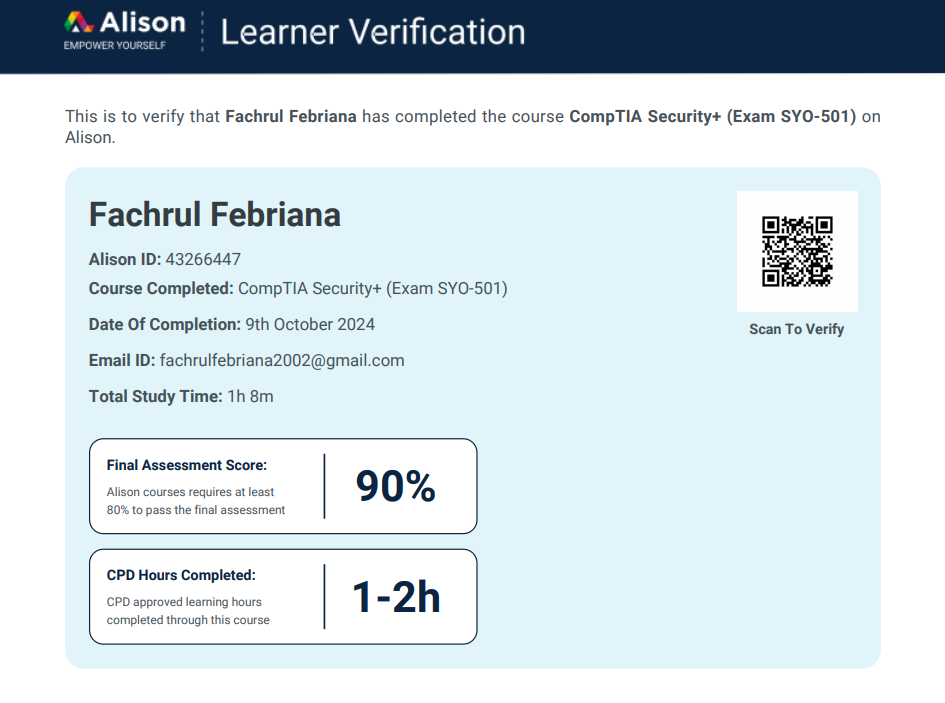 Alison
EMPOWER YOURSELF
Learner Verification
This is to verify that Fachrul Febriana has completed the course CompTIA Security+ (Exam SYO-501) on
Alison.
Fachrul Febriana
Alison ID: 43266447
Course Completed: CompTIA Security+ (Exam SYO-501)
Date Of Completion: 9th October 2024
Email ID: fachrulfebriana2002@gmail.com
Total Study Time: 1h 8m
Scan To Verify
Final Assessment Score:
Alison courses requires at least
80% to pass the final assessment
90%
CPD Hours Completed:
CPD approved learning hours
completed through this course
1-2h